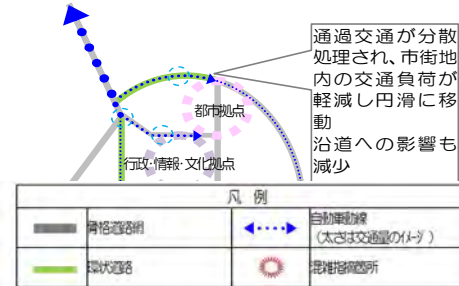 通過交通が分散
処理され、市街地
内の交通負荷が
軽減し円滑に移
動
沿道への影響も
減少
都市拠点
行政・情報・文化拠点
凡 例
骨格道路網
自動車動線
（太さは交通量のイメージ）
環状道路
混雑指摘箇所